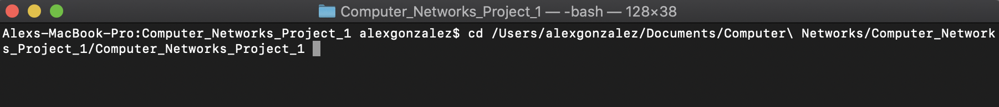 Computer_Networks_Project_1 — -bash — 128×38
Alexs-MacBook-Pro:Computer_Networks_Project_1 alexgonzalez$ cd /Users/alexgonzalez/Documents/Computer\ Networks/Computer_Network
s_Project_1/Computer_Networks_Project_1